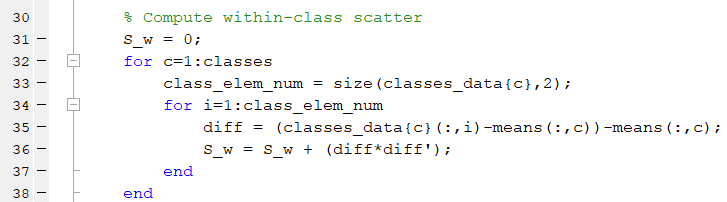 30 % Compute within-class scatter
31 S_w = 0;
32 for c=1:classes
33 class_elem_num = size(classes_data{c},2);
34 for i=1:class_elem_num
35 diff = (classes_data{c}(:,i)-means(:,c))-means(:,c);
36 S_w = S_w + (diff*diff');
37 end
38 end